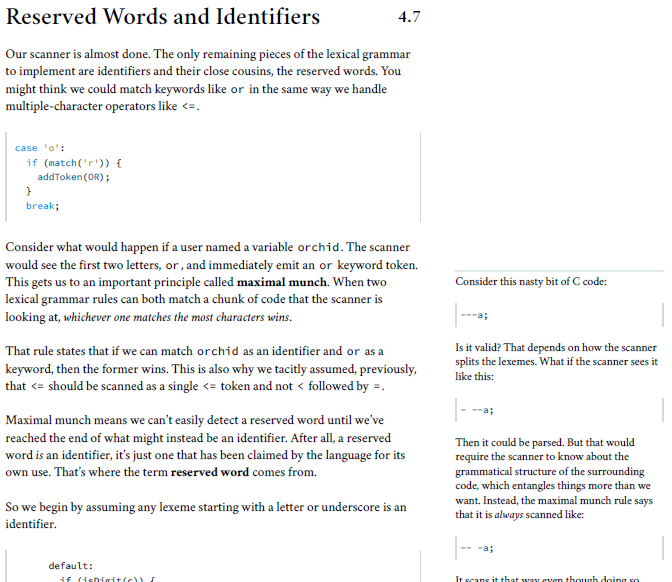 Reserved Words and Identifiers 4.7
Our scanner is almost done. The only remaining pieces of the lexical grammar
to implement are identifiers and their close cousins, the reserved words. You
might think we could match keywords like or in the same way we handle
multiple-character operators like <=.
case 'o':
  if (match('r')) {
    addToken(OR);
  }
  break;
Consider what would happen if a user named a variable orchid. The scanner
would see the first two letters, or, and immediately emit an or keyword token.
This gets us to an important principle called maximal munch. When two
lexical grammar rules can both match a chunk of code that the scanner is
looking at, whichever one matches the most characters wins.
That rule states that if we can match orchid as an identifier and or as a
keyword, then the former wins. This is also why we tacitly assumed, previously,
that <= should be scanned as a single <= token and not < followed by =.
Maximal munch means we can't easily detect a reserved word until we've
reached the end of what might instead be an identifier. After all, a reserved
word is an identifier, it's just one that has been claimed by the language for its
own use. That's where the term reserved word comes from.
So we begin by assuming any lexeme starting with a letter or underscore is an
identifier.
default:
  if (isDigit(c)) {
Consider this nasty bit of C code:
---a;
Is it valid? That depends on how the scanner
splits the lexemes. What if the scanner sees it
like this:
- --a;
Then it could be parsed. But that would
require the scanner to know about the
grammatical structure of the surrounding
code, which entangles things more than we
want. Instead, the maximal munch rule says
that it is always scanned like:
-- -a;
It scans it that way even though doing so